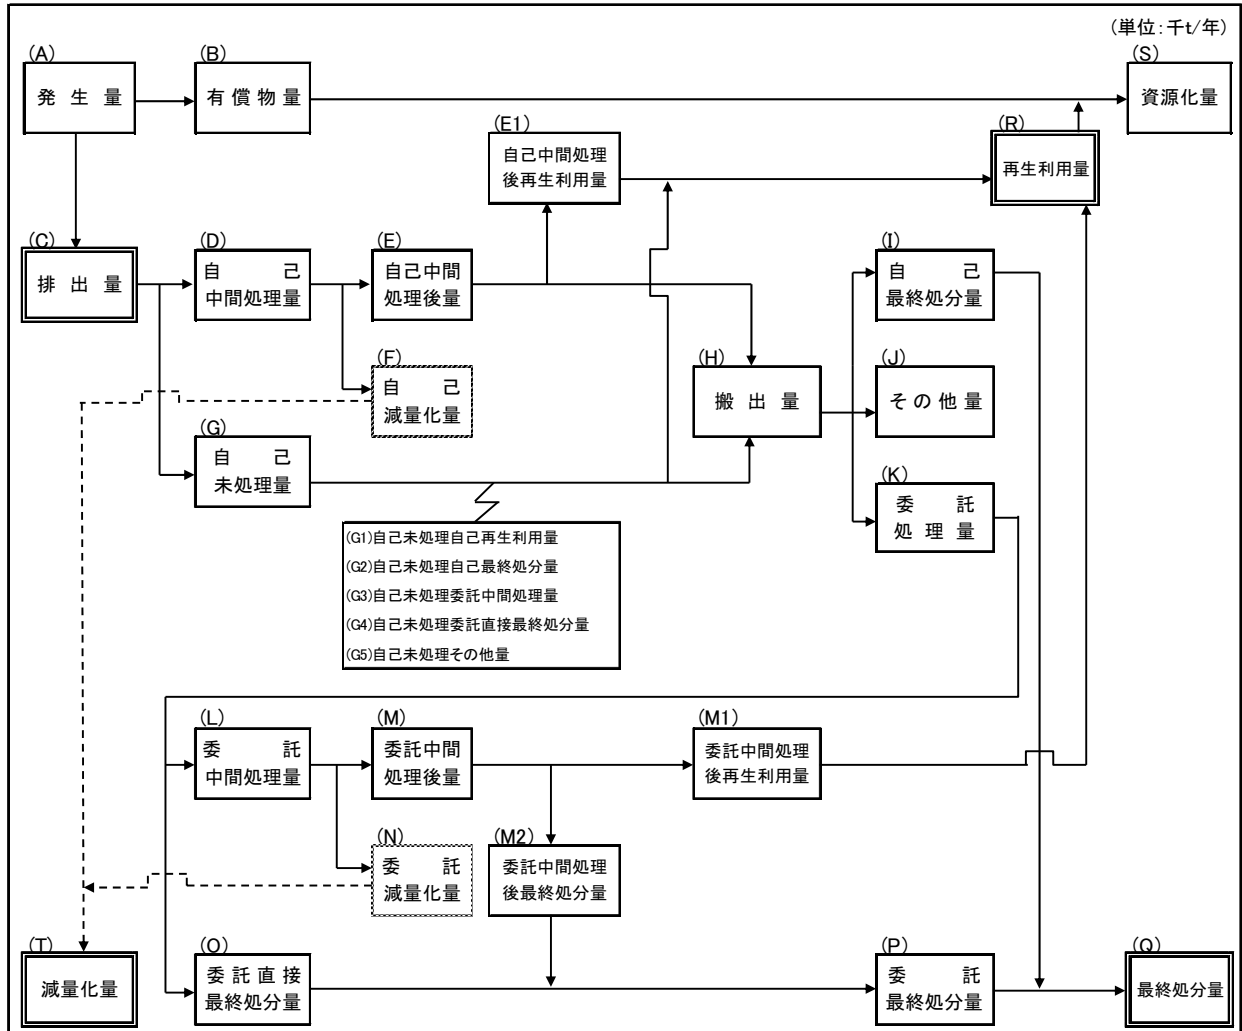 (単位：千t/年)
(A)
発生量
(B)
有償物量
(S)
資源化量
(E1)
自己中間処理
後再生利用量
(R)
再生利用量
(C)
排出量
(D)
自己
中間処理量
(E)
自己中間
処理後量
(I)
自己
最終処分量
(F)
自己
減量化量
(H)
搬出量
(J)
その他量
(G)
自己
未処理量
(K)
委託
処理量
(G1)自己未処理自己再生利用量
(G2)自己未処理自己最終処分量
(G3)自己未処理委託中間処理量
(G4)自己未処理委託直接最終処分量
(G5)自己未処理その他量
(L)
委託
中間処理量
(M)
委託中間
処理後量
(M1)
委託中間処理
後再生利用量
(N)
委託
減量化量
(M2)
委託中間処理
後最終処分量
(T)
減量化量
(O)
委託直接
最終処分量
(P)
委託
最終処分量
(Q)
最終処分量